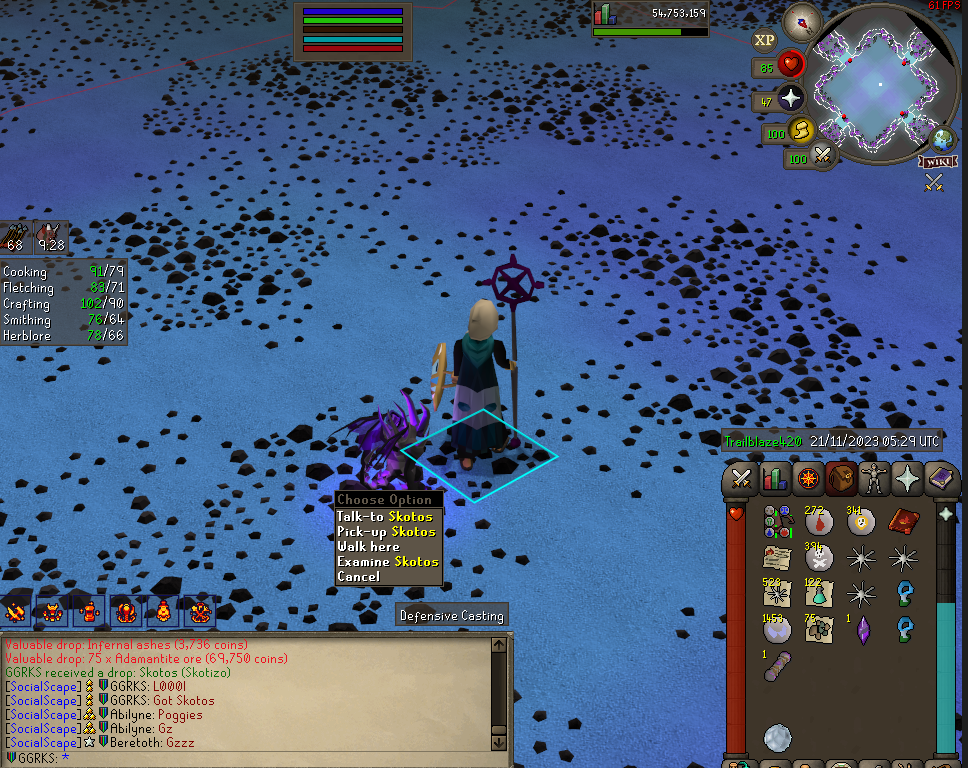 61 FPS
54,753,159
XP
85
47
100
100
WIKI
68
9:28
Cooking 91/79
Fletching 83/71
Crafting 102/90
Smithing 76/64
Herblore 78/66
Trailblaze420 21/11/2023 05:29 UTC
Choose Option
Talk-to Skotos
Pick-up Skotos
Walk here
Examine Skotos
Cancel
Defensive Casting
272
341
394
528
122
1453
75
1
1
Valuable drop: Infernal ashes (3,736 coins)
Valuable drop: 75 x Adamantite ore (69,750 coins)
GGRKS received a drop: Skotos (Skotizo)
[SocialScape] GGRKS: L000l
[SocialScape] GGRKS: Got Skotos
[SocialScape] Abilyne: Poggies
[SocialScape] Abilyne: Gz
[SocialScape] Beretoth: Gzzz
GGRKS: *